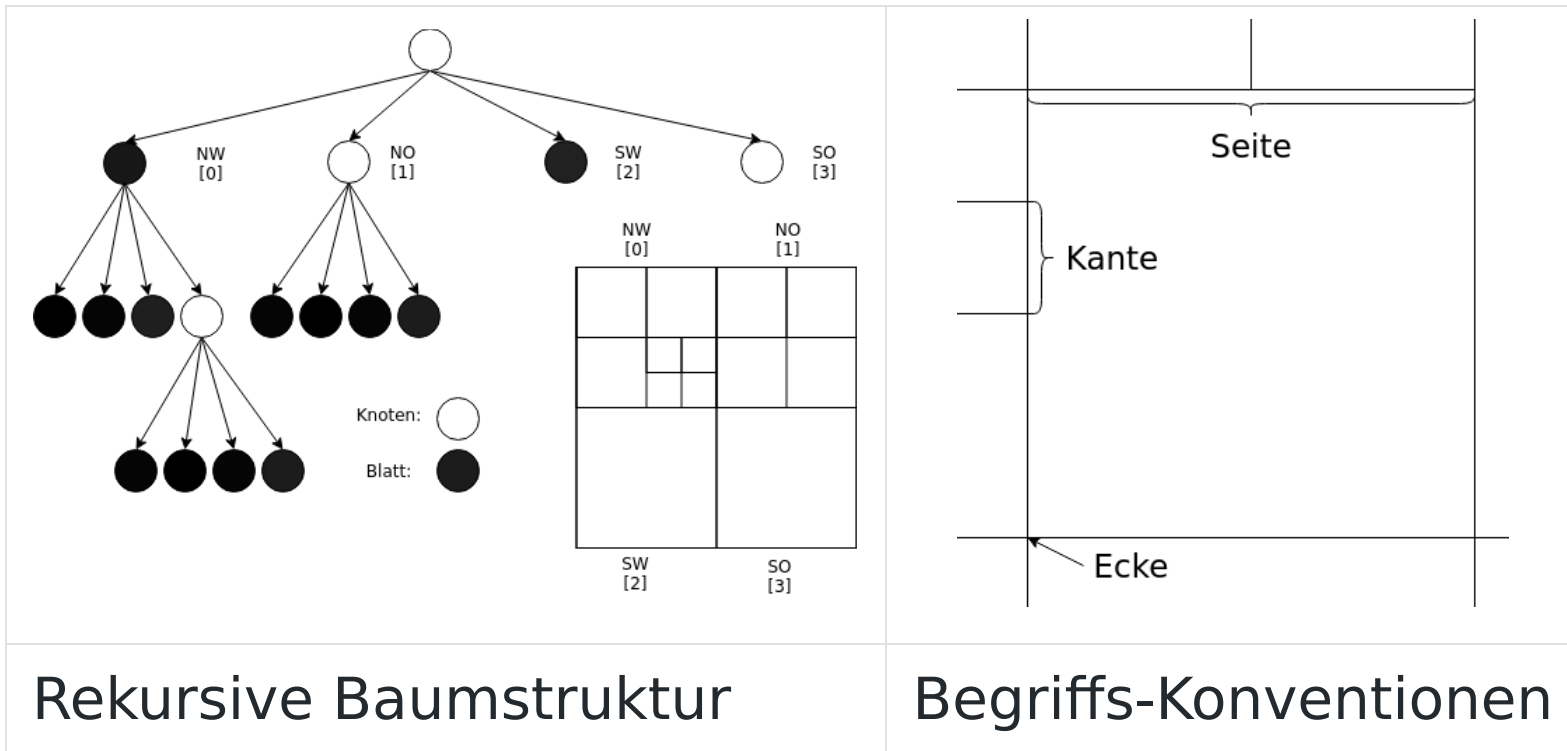 NW
[0]
NO
[1]
SW
[2]
SO
[3]
NW
[0]
NO
[1]
Knoten:
Blatt:
SW
[2]
SO
[3]
Seite
Kante
Ecke
Rekursive Baumstruktur
Begriffs-Konventionen